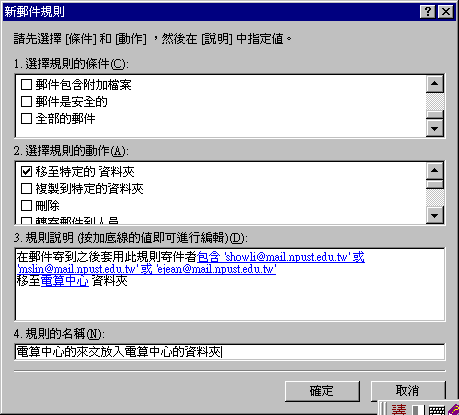 新郵件規則
請先選擇 [條件] 和 [動作] ，然後在 [說明] 中指定值。
1. 選擇規則的條件(C):
郵件包含附加檔案
郵件是安全的
全部的郵件
2. 選擇規則的動作(A):
移至特定的 資料夾
複製到特定的資料夾
刪除
轉寄郵件到人員
3. 規則說明 (按加底線的值即可進行編輯)(D):
在郵件寄到之後套用此規則寄件者包含 'showli@mail.npust.edu.tw' 或
'mslin@mail.npust.edu.tw' 或 'ejean@mail.npust.edu.tw'
移至電算中心 資料夾
4. 規則的名稱(N):
電算中心的來文放入電算中心的資料夾
確定
取消